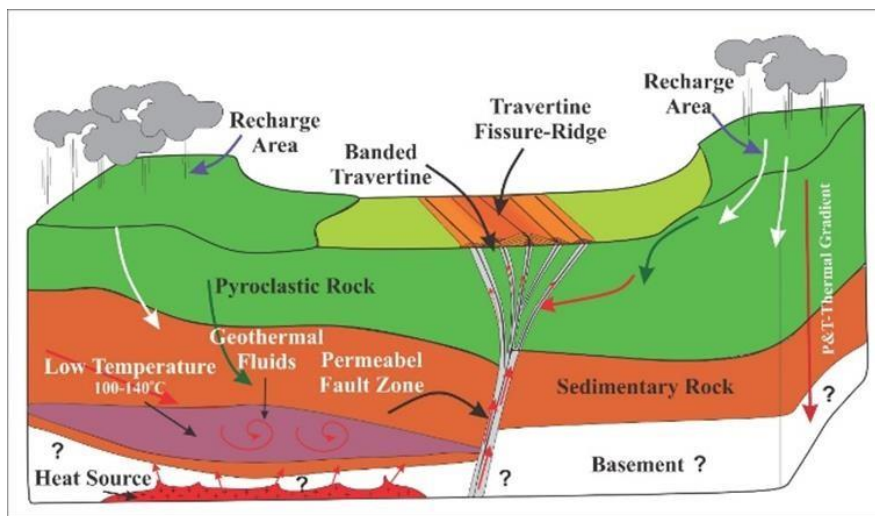 Recharge
Area
Travertine
Fissure-Ridge
Recharge
Area
Banded
Travertine
Pyroclastic Rock
P&T-Thermal Gradient
Geothermal
Fluids
Low Temperature
100-140°C
Permeabel
Fault Zone
Sedimentary Rock
?
?
Heat Source
?
?
Basement ?